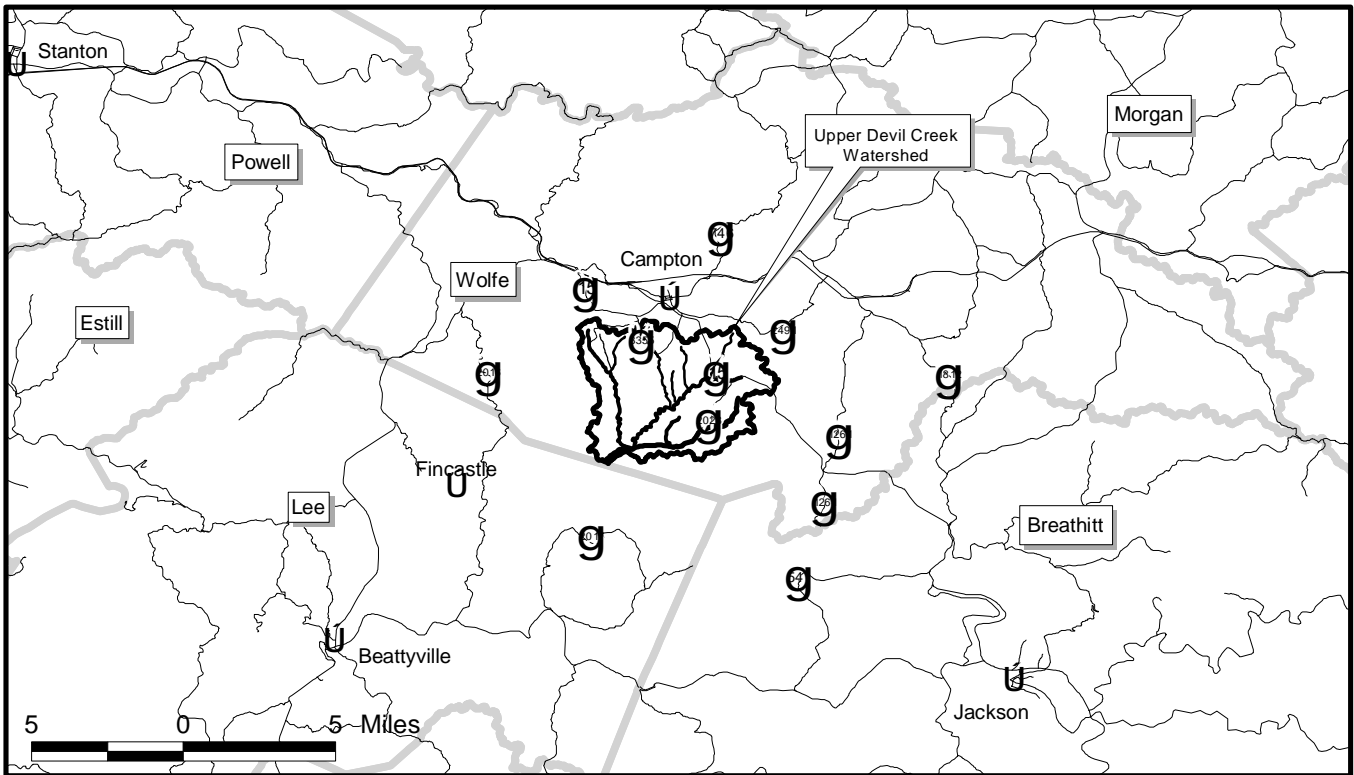 Stanton
Morgan
Upper Devil Creek
Watershed
Powell
Campton
Wolfe
Estill
Fincastle
Lee
Breathitt
Beattyville
Jackson
5 0 5 Miles